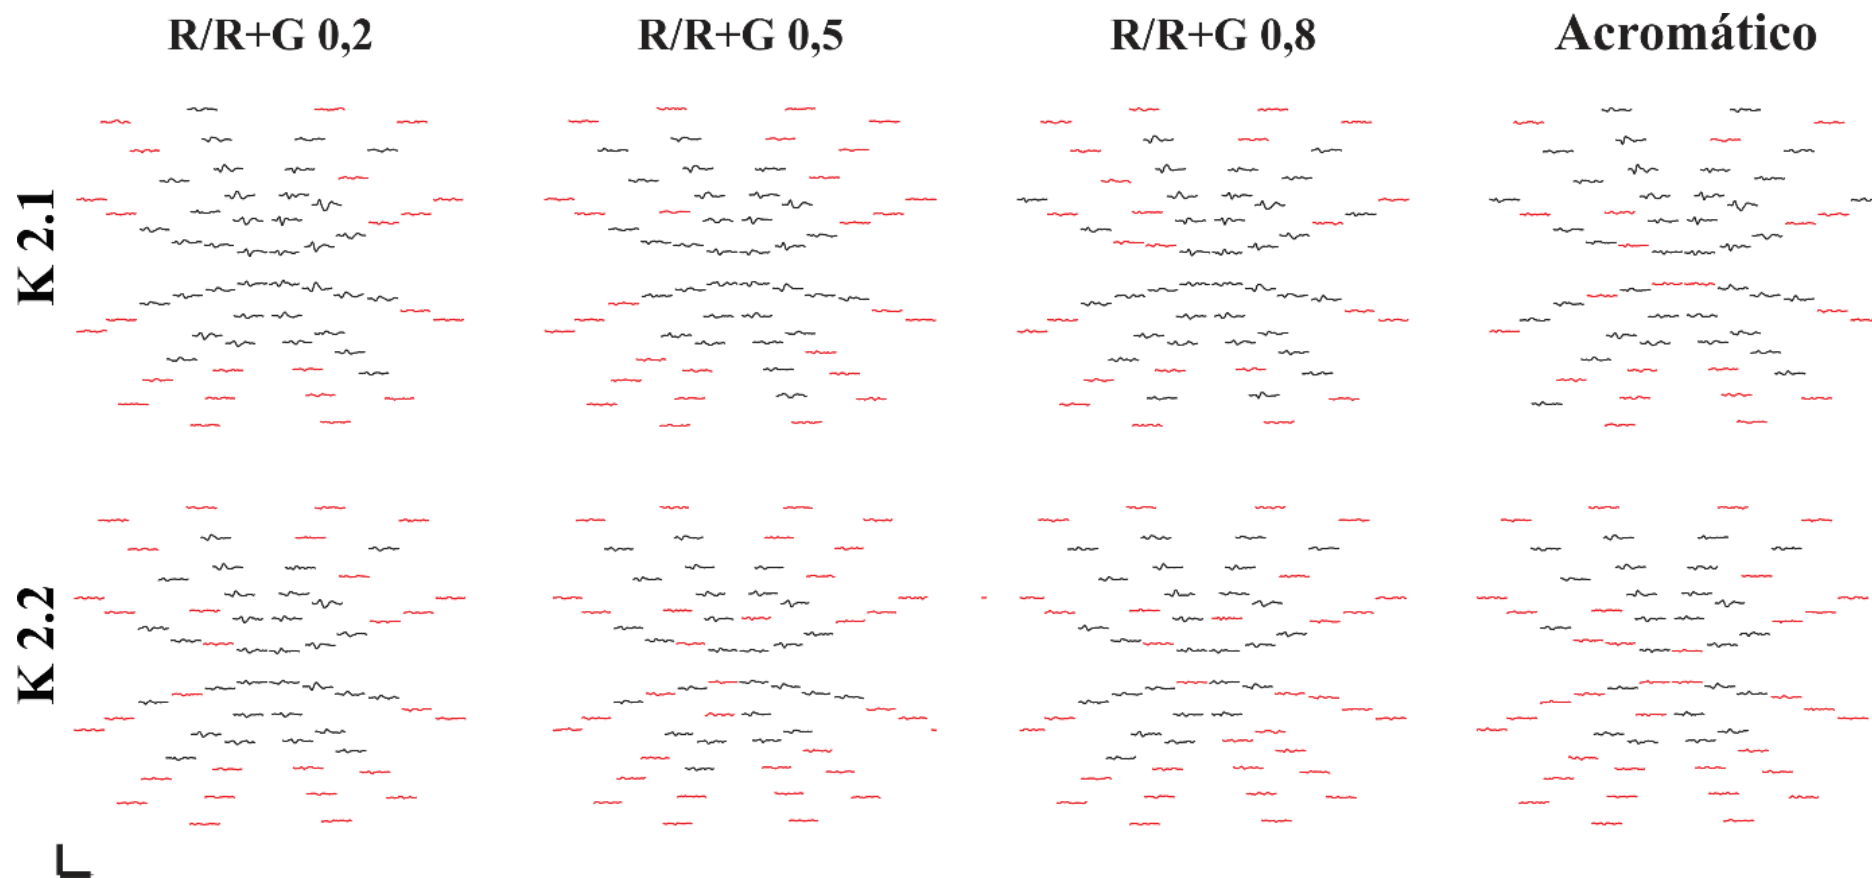 R/R+G 0,2
R/R+G 0,5
R/R+G 0,8
Acromático
K 2.1
K 2.2